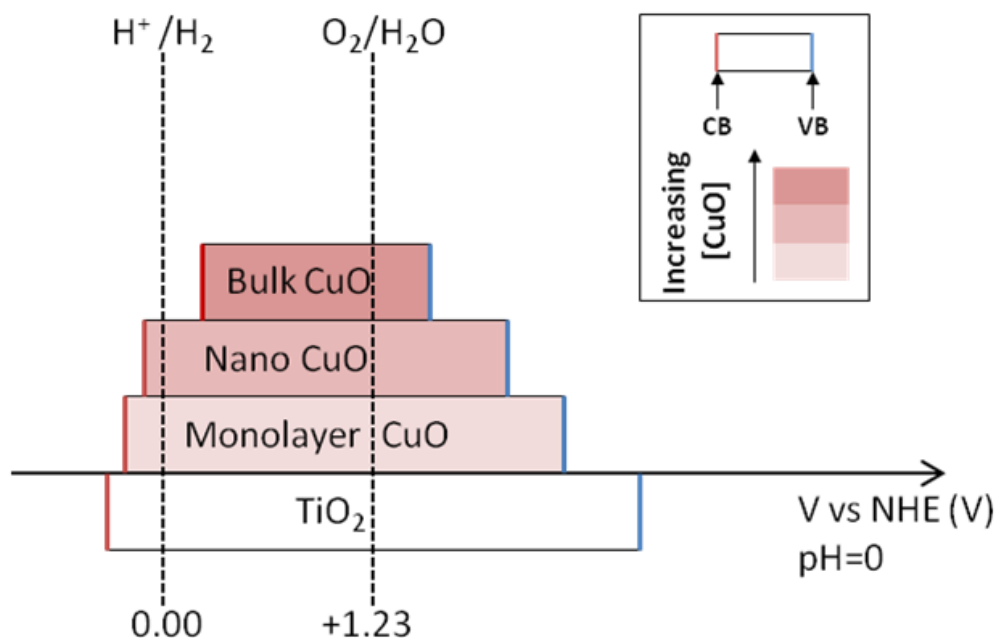 H⁺/H₂
O₂/H₂O
CB
VB
Increasing
[CuO]
Bulk CuO
Nano CuO
Monolayer CuO
TiO₂
V vs NHE (V)
pH=0
0.00
+1.23